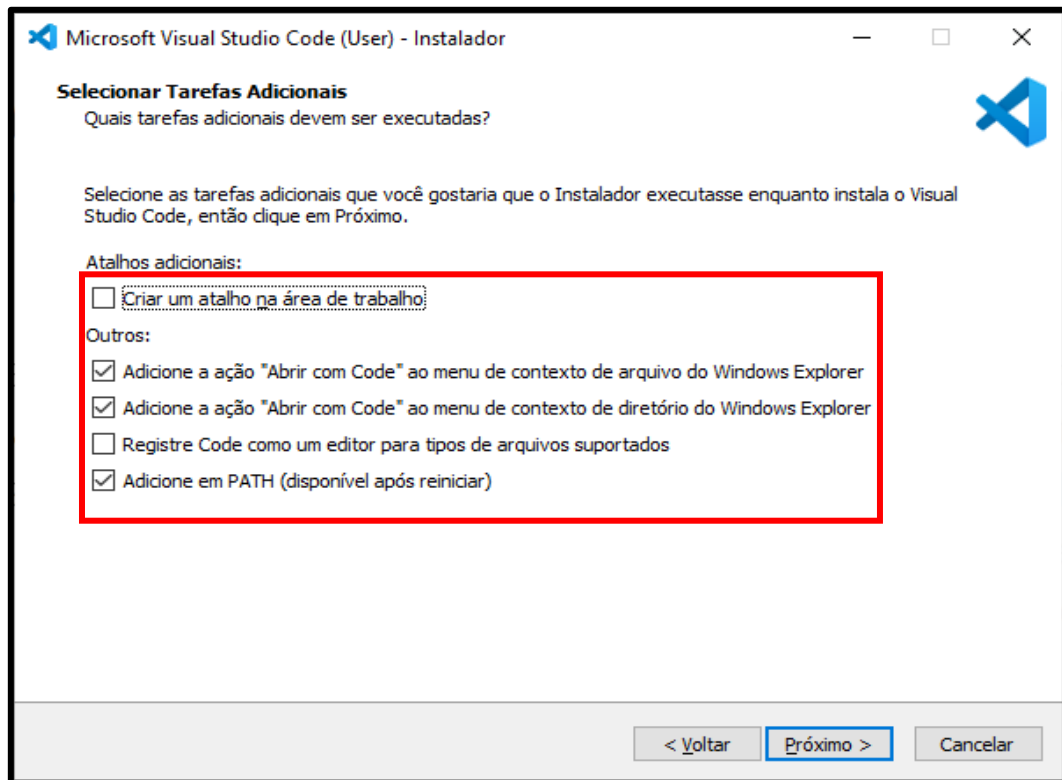 Microsoft Visual Studio Code (User) - Instalador
Selecionar Tarefas Adicionais
Quais tarefas adicionais devem ser executadas?
Selecione as tarefas adicionais que você gostaria que o Instalador executasse enquanto instala o Visual
Studio Code, então clique em Próximo.
Atalhos adicionais:
Criar um atalho na área de trabalho
Outros:
Adicione a ação "Abrir com Code" ao menu de contexto de arquivo do Windows Explorer
Adicione a ação "Abrir com Code" ao menu de contexto de diretório do Windows Explorer
Registre Code como um editor para tipos de arquivos suportados
Adicione em PATH (disponível após reiniciar)
< Voltar
Próximo >
Cancelar